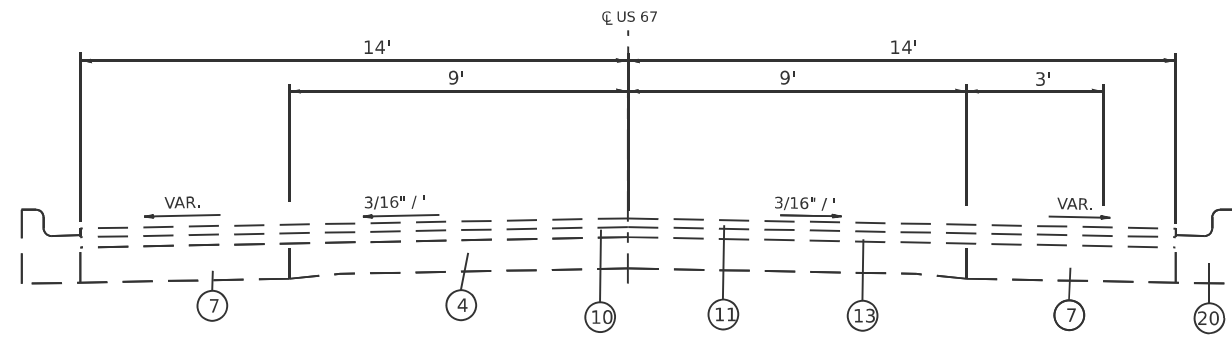 ℄ US 67
14' 14'
9' 9' 3'
VAR. 3/16" / ' 3/16" / ' VAR.
7 4 10 11 13 7 20